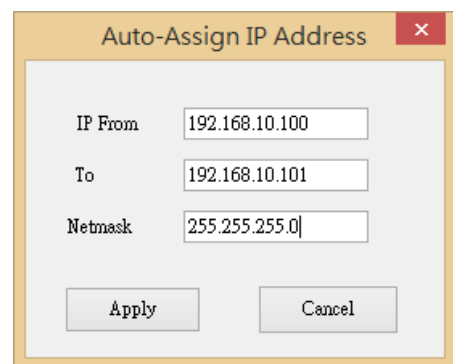 Auto-Assign IP Address
IP From 192.168.10.100
To 192.168.10.101
Netmask 255.255.255.0
Apply Cancel